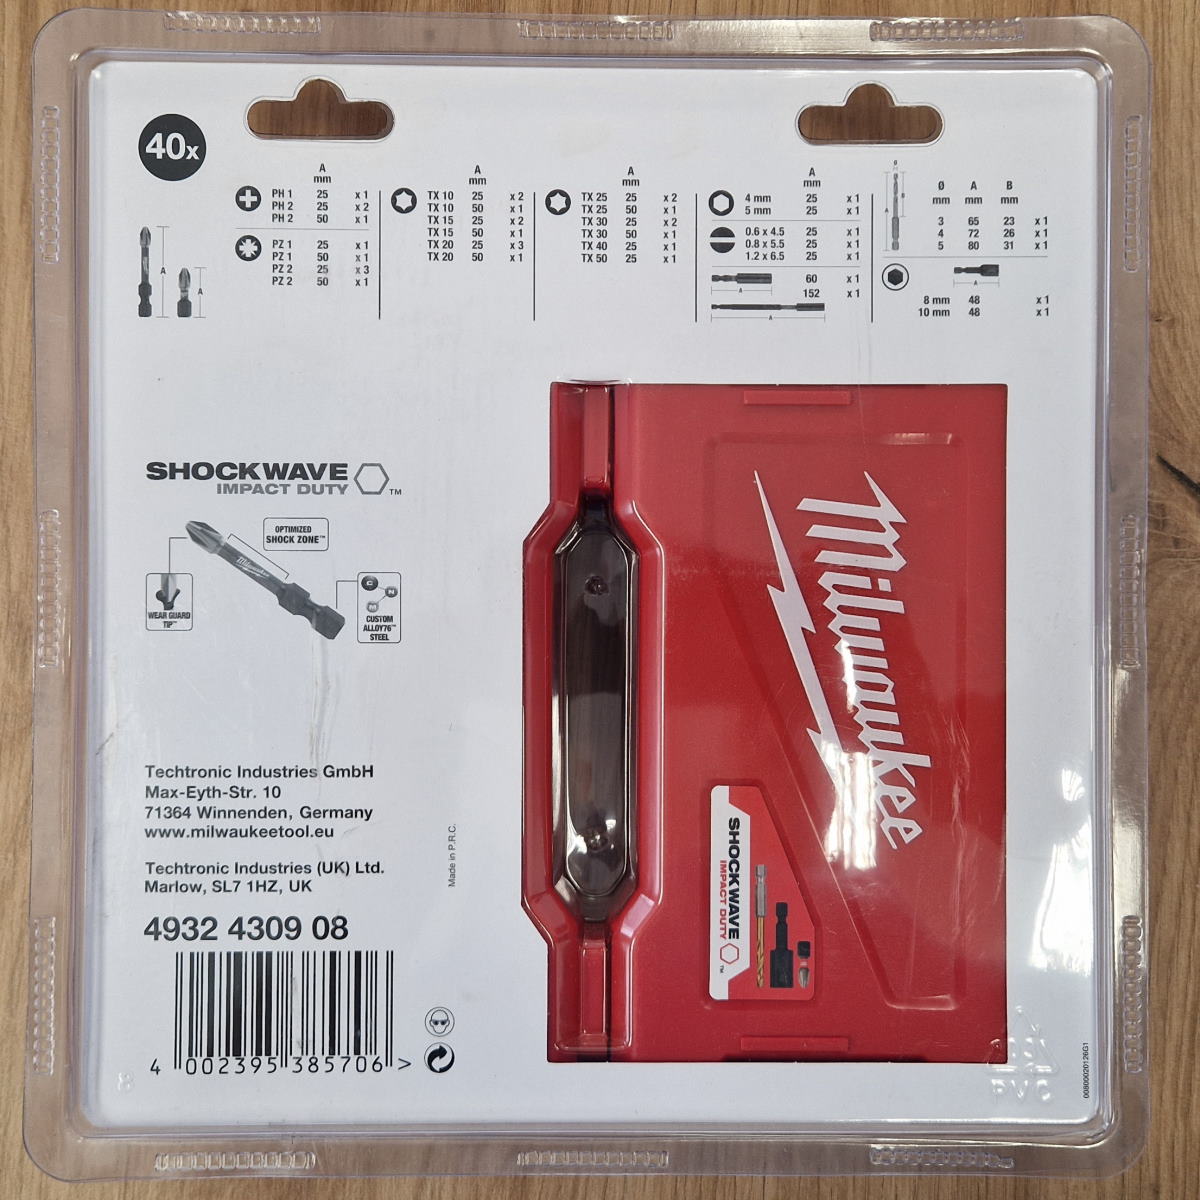 40x
A
mm
PH 1 25 x 1
PH 2 25 x 2
PH 2 50 x 1
PZ 1 25 x 1
PZ 1 50 x 1
PZ 2 25 x 3
PZ 2 50 x 1
A
A
A
mm
TX 10 25 x 2
TX 10 50 x 1
TX 15 25 x 2
TX 15 50 x 1
TX 20 25 x 3
TX 20 50 x 1
A
mm
TX 25 25 x 2
TX 25 50 x 1
TX 30 25 x 2
TX 30 50 x 1
TX 40 25 x 1
TX 50 25 x 1
A
mm
4 mm 25 x 1
5 mm 25 x 1
0.6 x 4.5 25 x 1
0.8 x 5.5 25 x 1
1.2 x 6.5 25 x 1
60 x 1
A
152 x 1
A
Ø A B
mm mm mm
3 65 23 x 1
4 72 26 x 1
5 80 31 x 1
A
B
A
8 mm 48 x 1
10 mm 48 x 1
SHOCKWAVE
IMPACT DUTY ™
OPTIMIZED
SHOCK ZONE™
Milwaukee
WEAR GUARD
TIP™
C
N
M
CUSTOM
ALLOY76™
STEEL
Milwaukee
SHOCKWAVE
IMPACT DUTY ™
Techtronic Industries GmbH
Max-Eyth-Str. 10
71364 Winnenden, Germany
www.milwaukeetool.eu
Techtronic Industries (UK) Ltd.
Marlow, SL7 1HZ, UK
Made in P.R.C.
4932 4309 08
4 002395 385706 >
8
PVC
00800020126G1